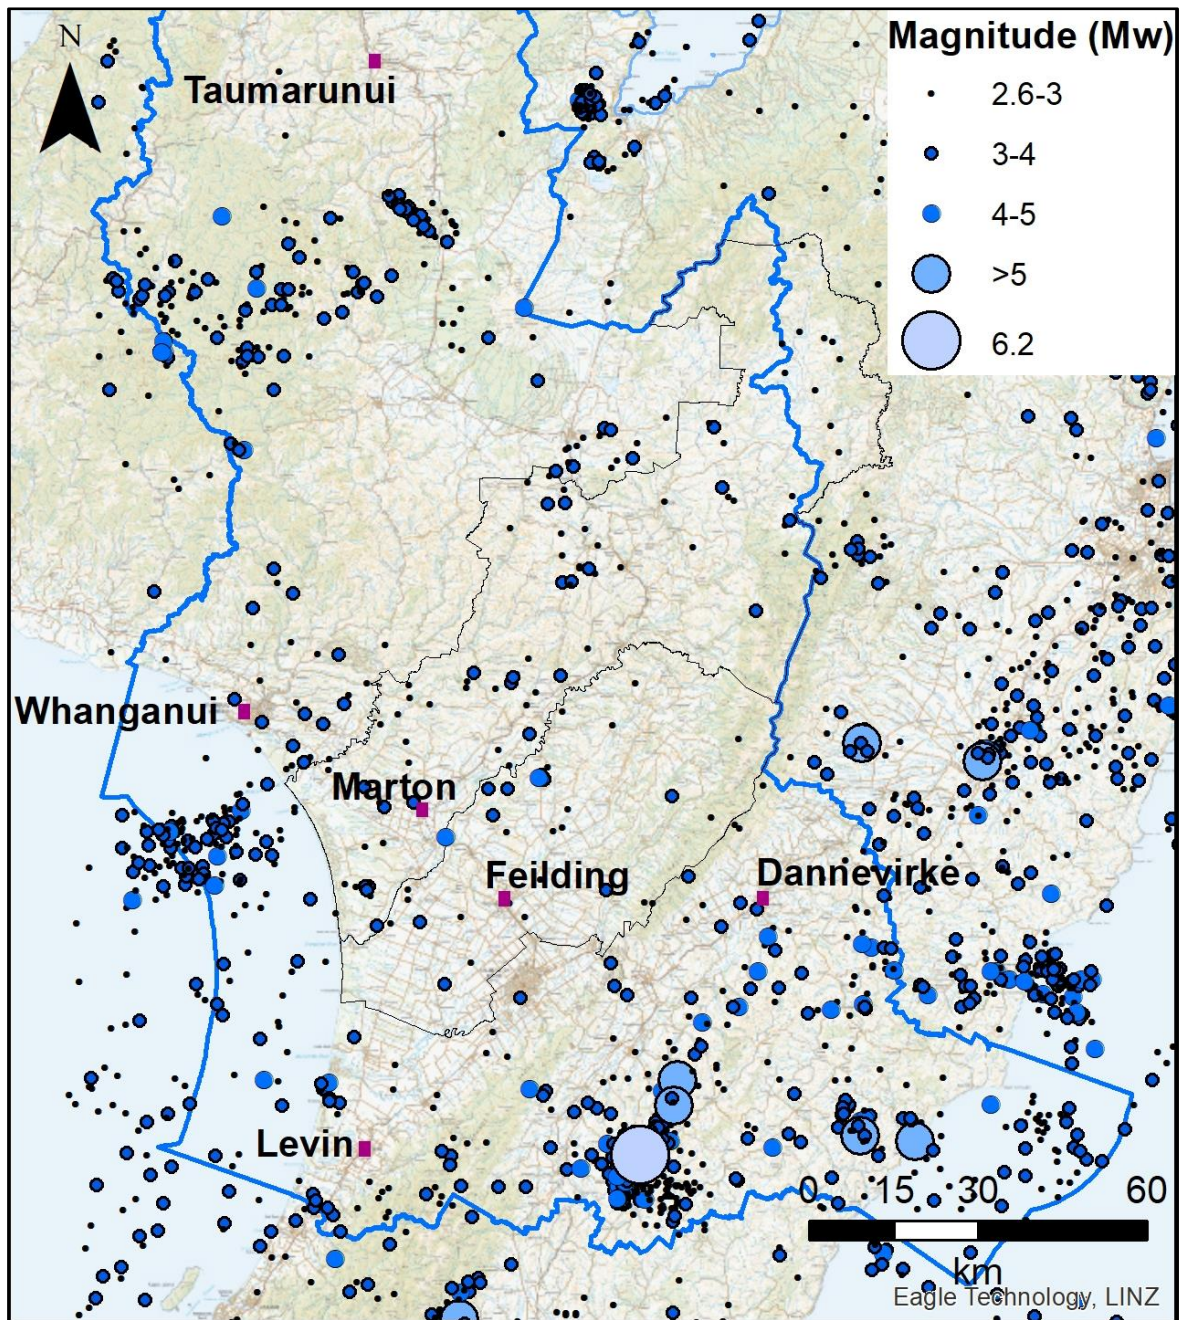 N
Magnitude (Mw)
2.6-3
3-4
4-5
>5
6.2
Taumarunui
Whanganui
Marton
Feilding
Dannevirke
Levin
0 15 30 60
km
Eagle Technology, LINZ